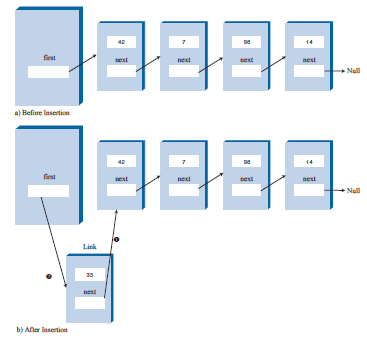 42 7 98 14
first next next next next
Null
a) Before Insertion
42 7 98 14
first next next next next
Null
Link
33
next
b) After Insertion